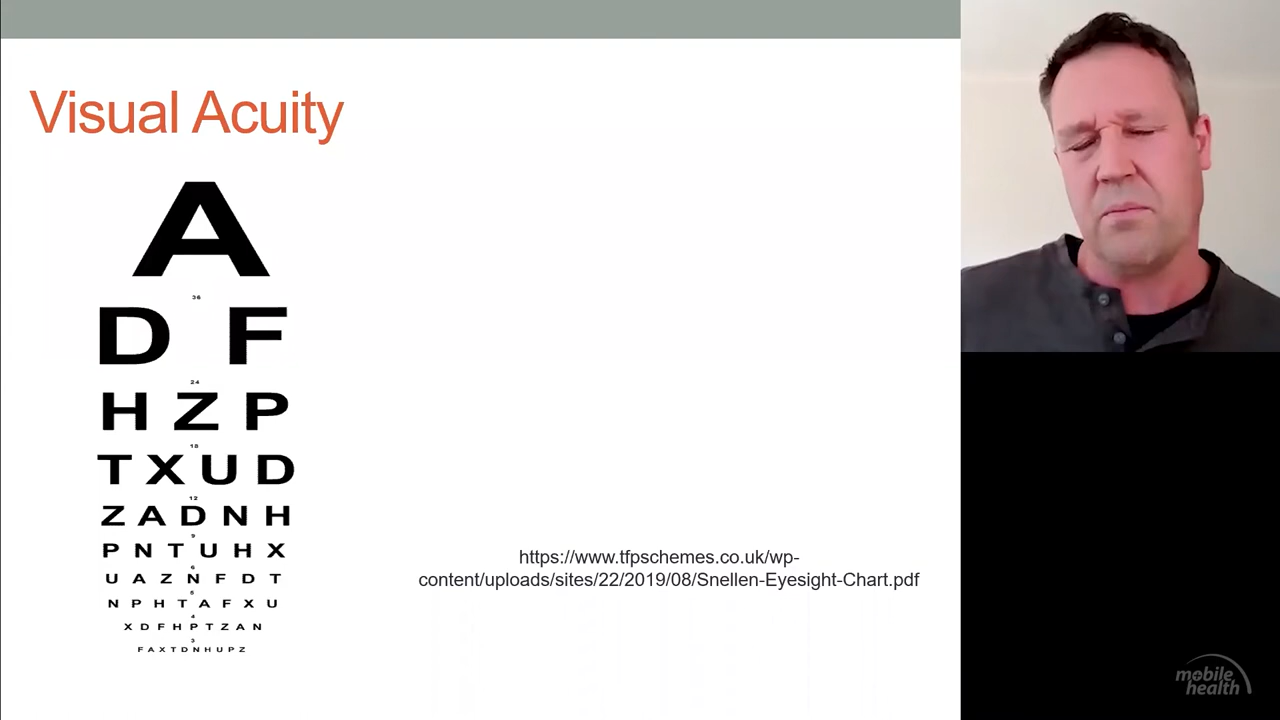 Visual Acuity
A
36
D F
24
H Z P
18
T X U D
12
Z A D N H
9
P N T U H X
6
U A Z N F D T
5
N P H T A F X U
4
X D F H P T Z A N
3
F A X T D N H U P Z
https://www.tfpschemes.co.uk/wp-
content/uploads/sites/22/2019/08/Snellen-Eyesight-Chart.pdf
mobile
health